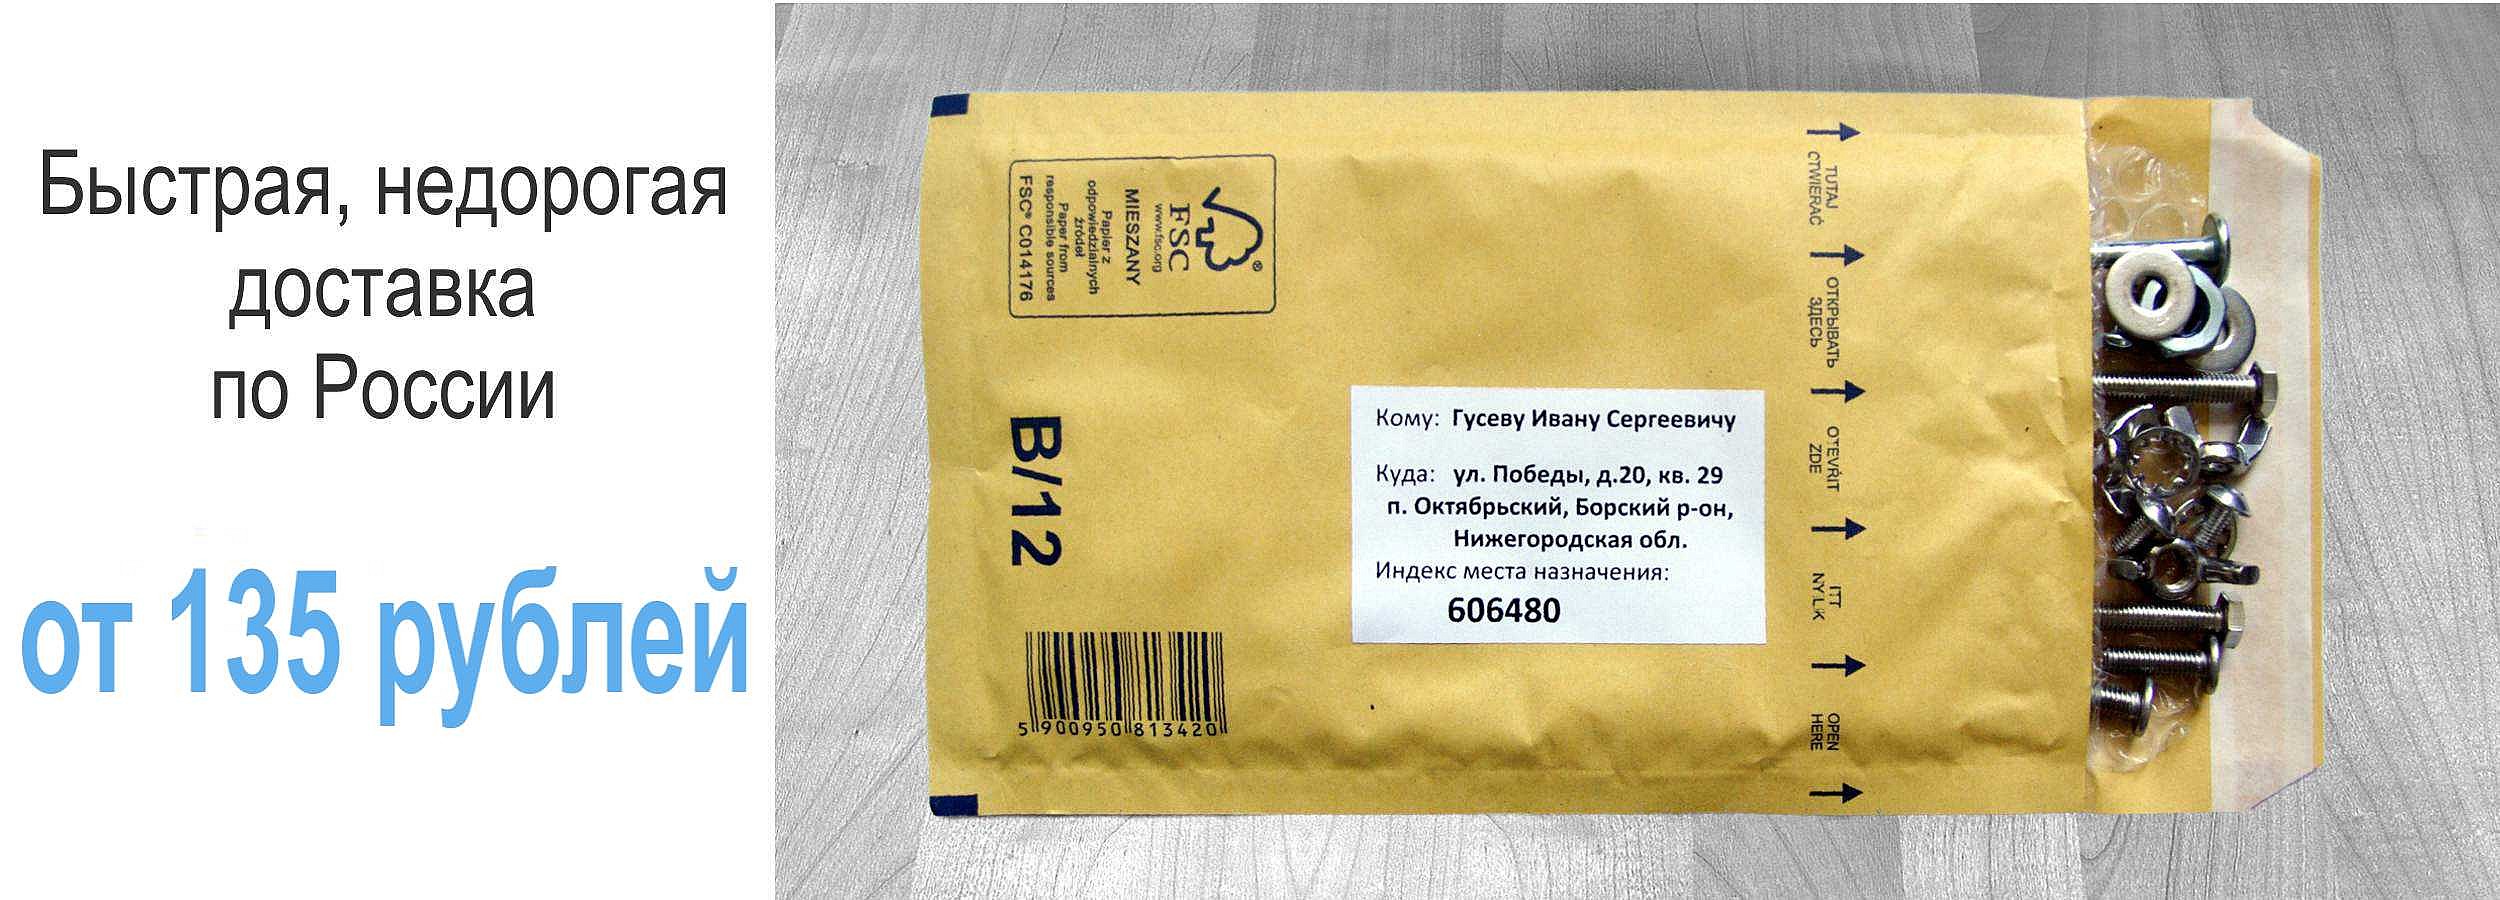 Быстрая, недорогая
доставка
по России
от 135 рублей
FSC
www.fsc.org
MIESZANY
Papier z
odpowiedzialnych
źródeł
Paper from
responsible sources
FSC® C014176
B/12
5 900950 813420
Кому: Гусеву Ивану Сергеевичу
Куда: ул. Победы, д.20, кв. 29
п. Октябрьский, Борский р-он,
Нижегородская обл.
Индекс места назначения:
606480
TUTAJ
OTWIERAĆ
ОТКРЫВАТЬ
ЗДЕСЬ
OTEVŘIT
ZDE
ITT
NYLIK
OPEN
HERE